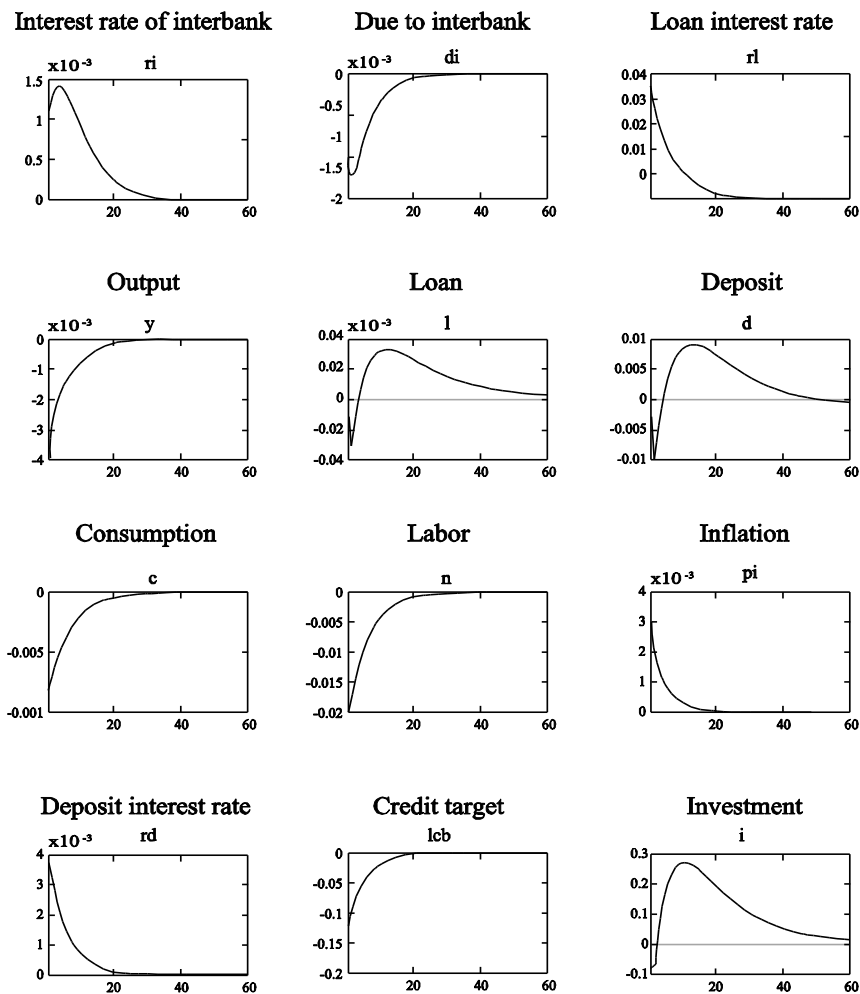 Interest rate of interbank
Due to interbank
Loan interest rate
x10⁻³ ri
x10⁻³ di
rl
1.5
1
0.5
0
20 40 60
0
-0.5
-1
-1.5
-2
20 40 60
0.04
0.04
0.01
0.01
0
20 40 60
Output
Loan
Deposit
x10⁻³ y
x10⁻³ l
d
0
-1
-2
-3
-4
20 40 60
0.04
0.02
0
-0.02
-0.04
20 40 60
0.01
0.005
0
-0.005
-0.01
20 40 60
Consumption
Labor
Inflation
c
n
x10⁻³ pi
0
-0.005
-0.001
20 40 60
0
-0.005
-0.01
-0.015
-0.02
20 40 60
4
3
2
1
0
20 40 60
Deposit interest rate
Credit target
Investment
x10⁻³ rd
lcb
i
4
3
2
1
0
20 40 60
0
-0.05
-0.1
-0.15
-0.2
20 40 60
0.3
0.2
0.1
0
-0.1
20 40 60